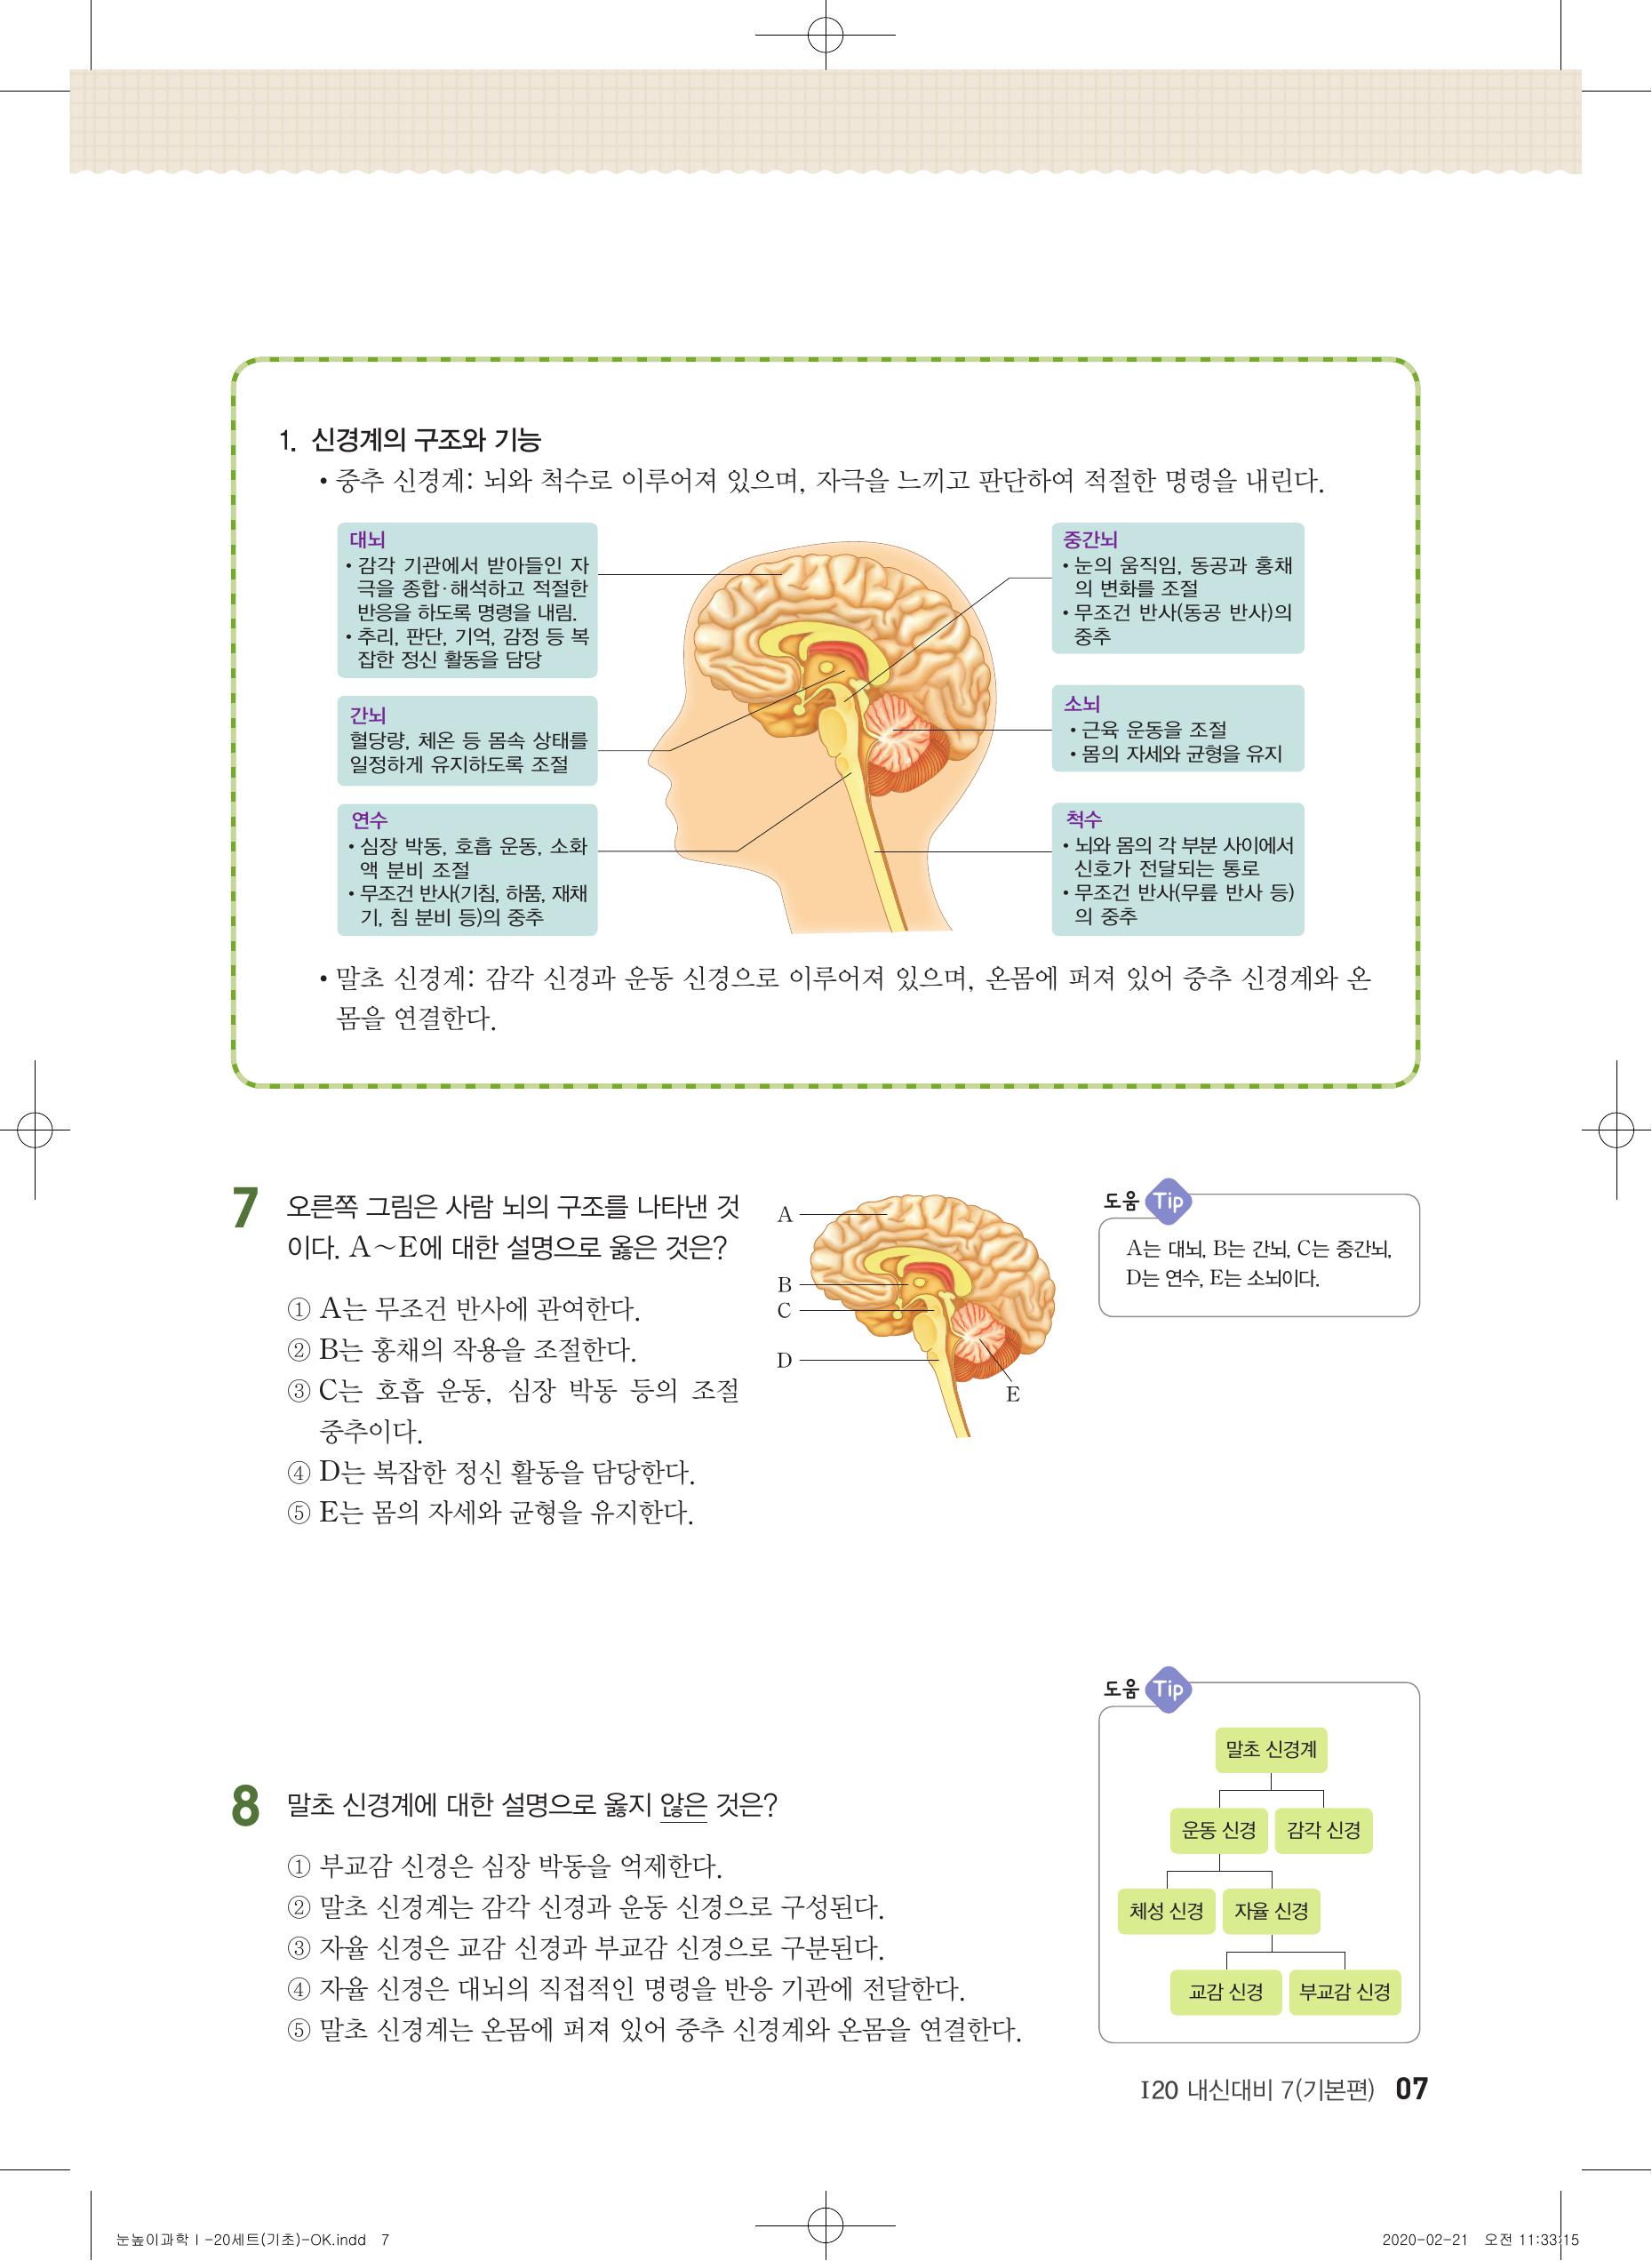 1. 신경계의 구조와 기능
• 중추 신경계: 뇌와 척수로 이루어져 있으며, 자극을 느끼고 판단하여 적절한 명령을 내린다.
대뇌
• 감각 기관에서 받아들인 자
극을 종합·해석하고 적절한
반응을 하도록 명령을 내림.
• 추리, 판단, 기억, 감정 등 복
잡한 정신 활동을 담당
간뇌
혈당량, 체온 등 몸속 상태를
일정하게 유지하도록 조절
연수
• 심장 박동, 호흡 운동, 소화
액 분비 조절
• 무조건 반사(기침, 하품, 재채
기, 침 분비 등)의 중추
중간뇌
• 눈의 움직임, 동공과 홍채
의 변화를 조절
• 무조건 반사(동공 반사)의
중추
소뇌
• 근육 운동을 조절
• 몸의 자세와 균형을 유지
척수
• 뇌와 몸의 각 부분 사이에서
신호가 전달되는 통로
• 무조건 반사(무릎 반사 등)
의 중추
• 말초 신경계: 감각 신경과 운동 신경으로 이루어져 있으며, 온몸에 퍼져 있어 중추 신경계와 온
몸을 연결한다.
7 오른쪽 그림은 사람 뇌의 구조를 나타낸 것
이다. A~E에 대한 설명으로 옳은 것은?
① A는 무조건 반사에 관여한다.
② B는 홍채의 작용을 조절한다.
③ C는 호흡 운동, 심장 박동 등의 조절
중추이다.
④ D는 복잡한 정신 활동을 담당한다.
⑤ E는 몸의 자세와 균형을 유지한다.
A
B
C
D
E
도움 Tip
A는 대뇌, B는 간뇌, C는 중간뇌,
D는 연수, E는 소뇌이다.
8 말초 신경계에 대한 설명으로 옳지 않은 것은?
① 부교감 신경은 심장 박동을 억제한다.
② 말초 신경계는 감각 신경과 운동 신경으로 구성된다.
③ 자율 신경은 교감 신경과 부교감 신경으로 구분된다.
④ 자율 신경은 대뇌의 직접적인 명령을 반응 기관에 전달한다.
⑤ 말초 신경계는 온몸에 퍼져 있어 중추 신경계와 온몸을 연결한다.
도움 Tip
말초 신경계
운동 신경 감각 신경
체성 신경 자율 신경
교감 신경 부교감 신경
I20 내신대비 7(기본편) 07
눈높이과학Ⅰ-20세트(기초)-OK.indd 7
2020-02-21 오전 11:33:15